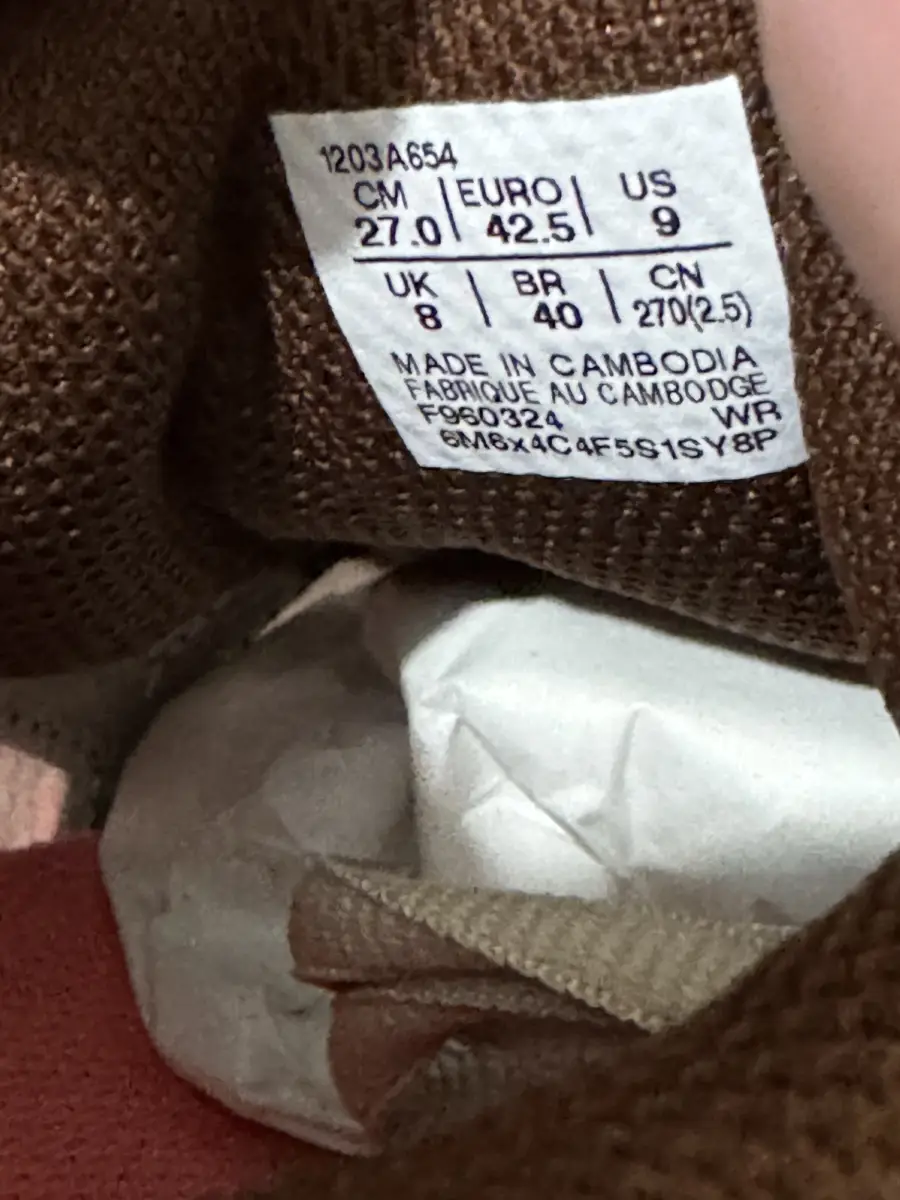 1203A654
CM | EURO | US
27.0 | 42.5 | 9
UK | BR | CN
8 | 40 | 270(2.5)
MADE IN CAMBODIA
FABRIQUE AU CAMBODGE
F960324 WR
6M6x4C4F5S1SY8P